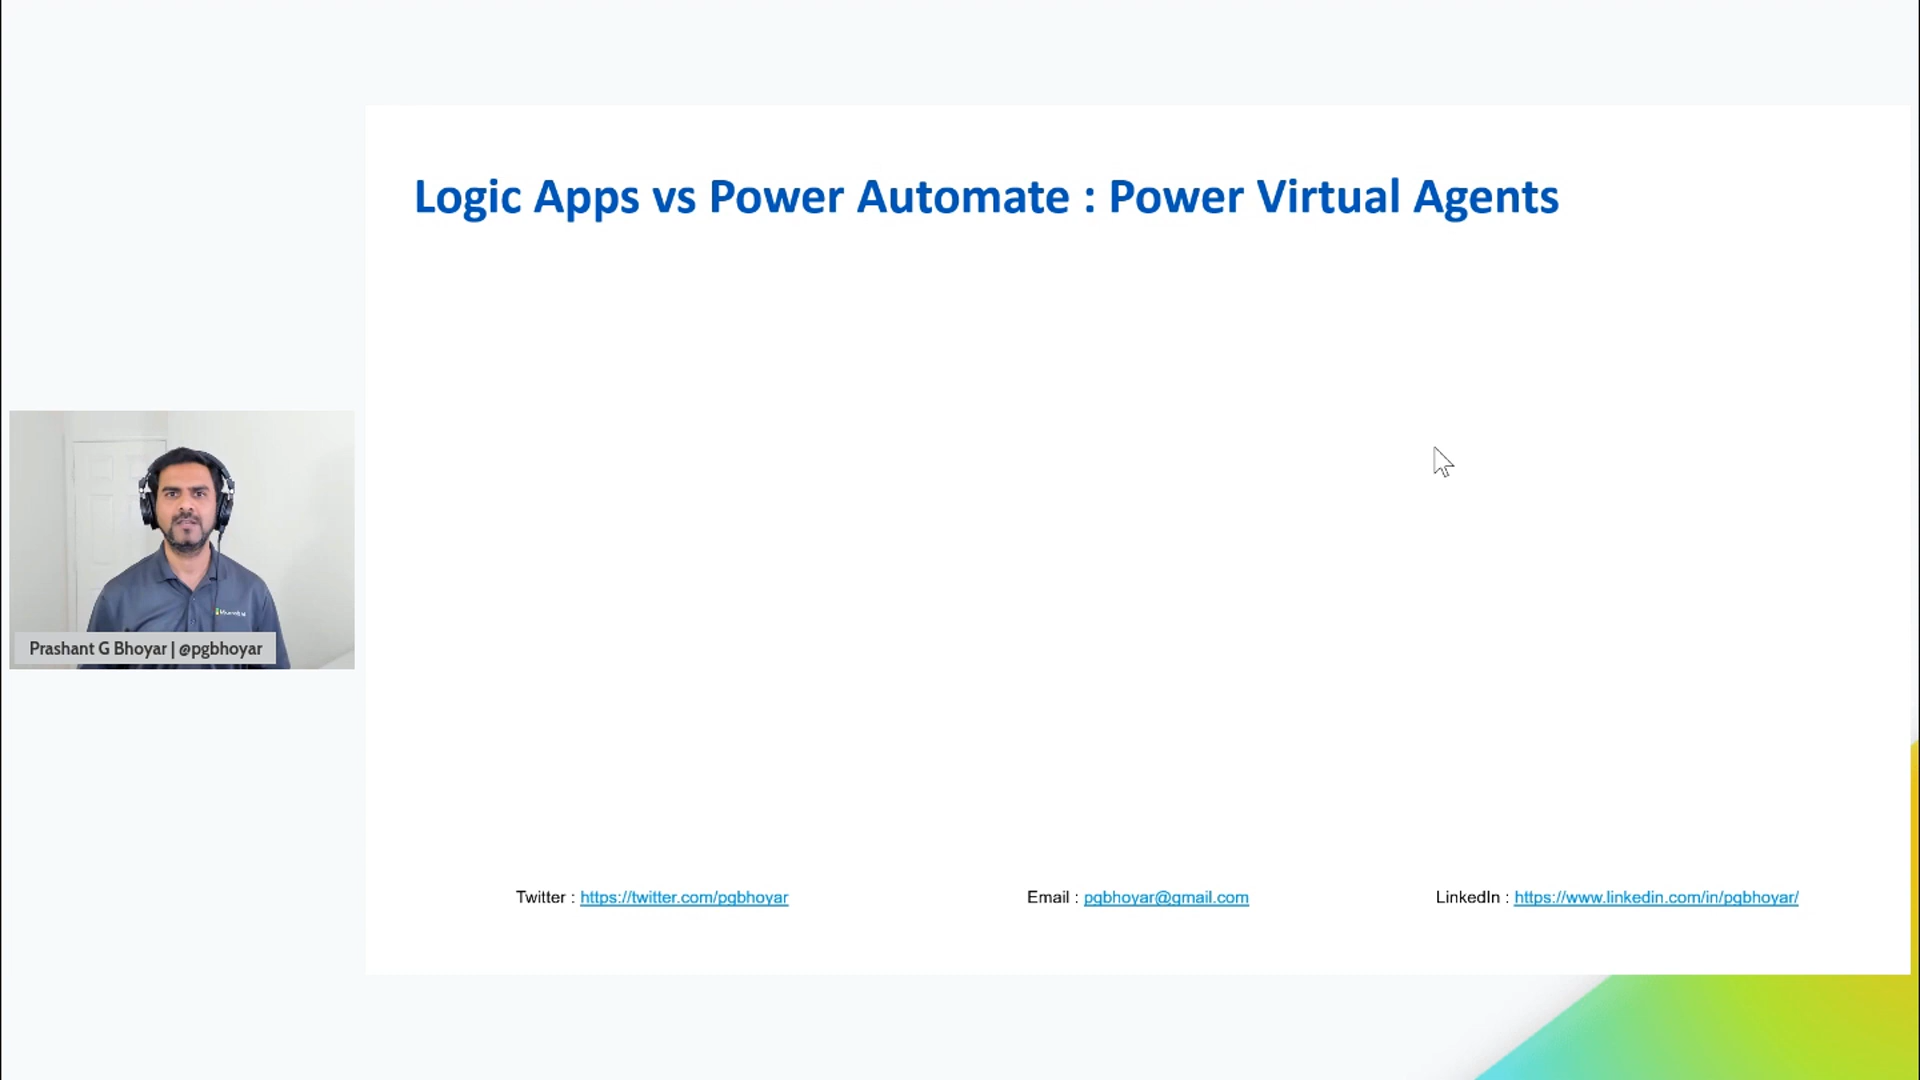 Logic Apps vs Power Automate : Power Virtual Agents
Prashant G Bhoyar | @pgbhoyar
Twitter : https://twitter.com/pgbhoyar
Email : pgbhoyar@gmail.com
LinkedIn : https://www.linkedin.com/in/pgbhoyar/